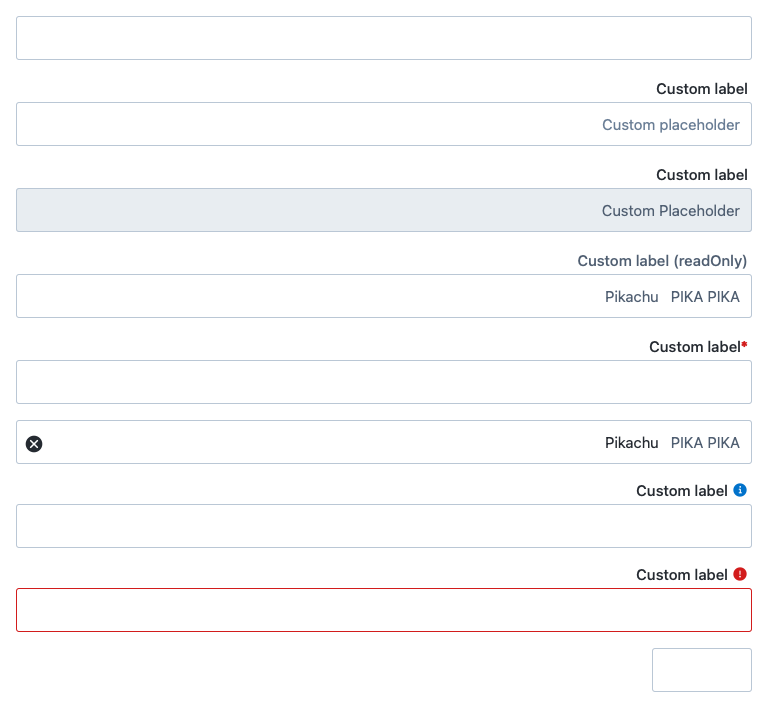 Custom label
Custom placeholder
Custom label
Custom Placeholder
Custom label (readOnly)
Pikachu PIKA PIKA
Custom label*
Pikachu PIKA PIKA
Custom label
Custom label